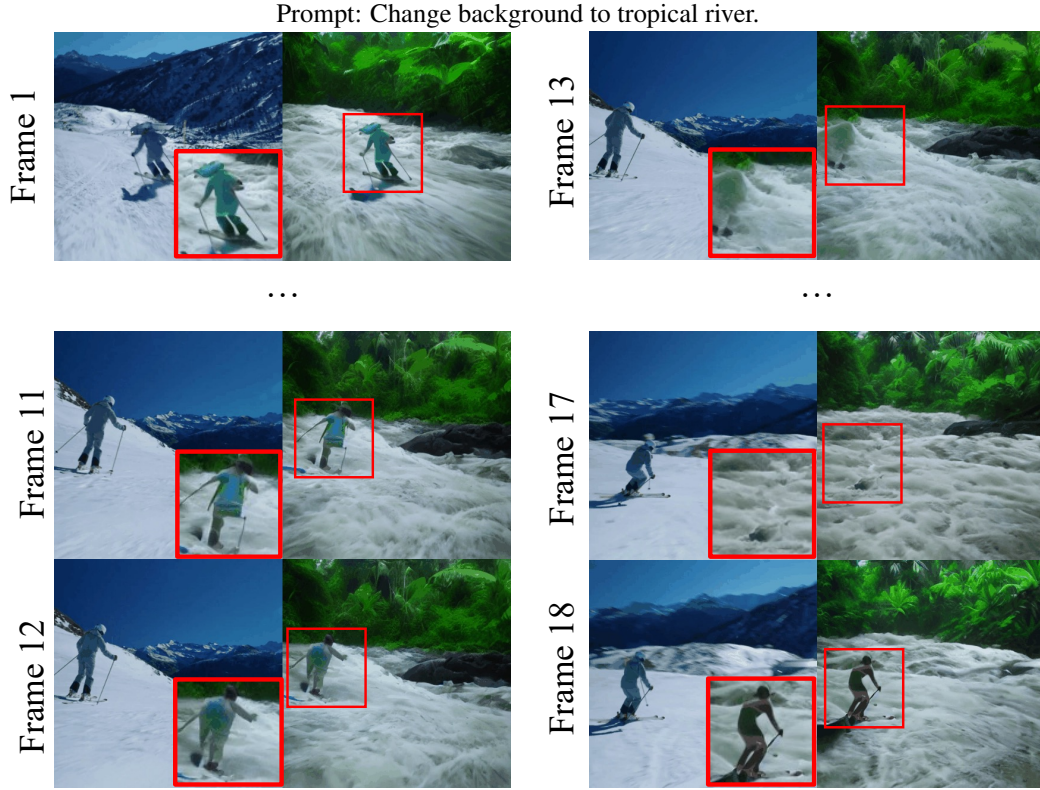 Prompt: Change background to tropical river.
Frame 1
Frame 13
...
...
Frame 11
Frame 17
Frame 12
Frame 18